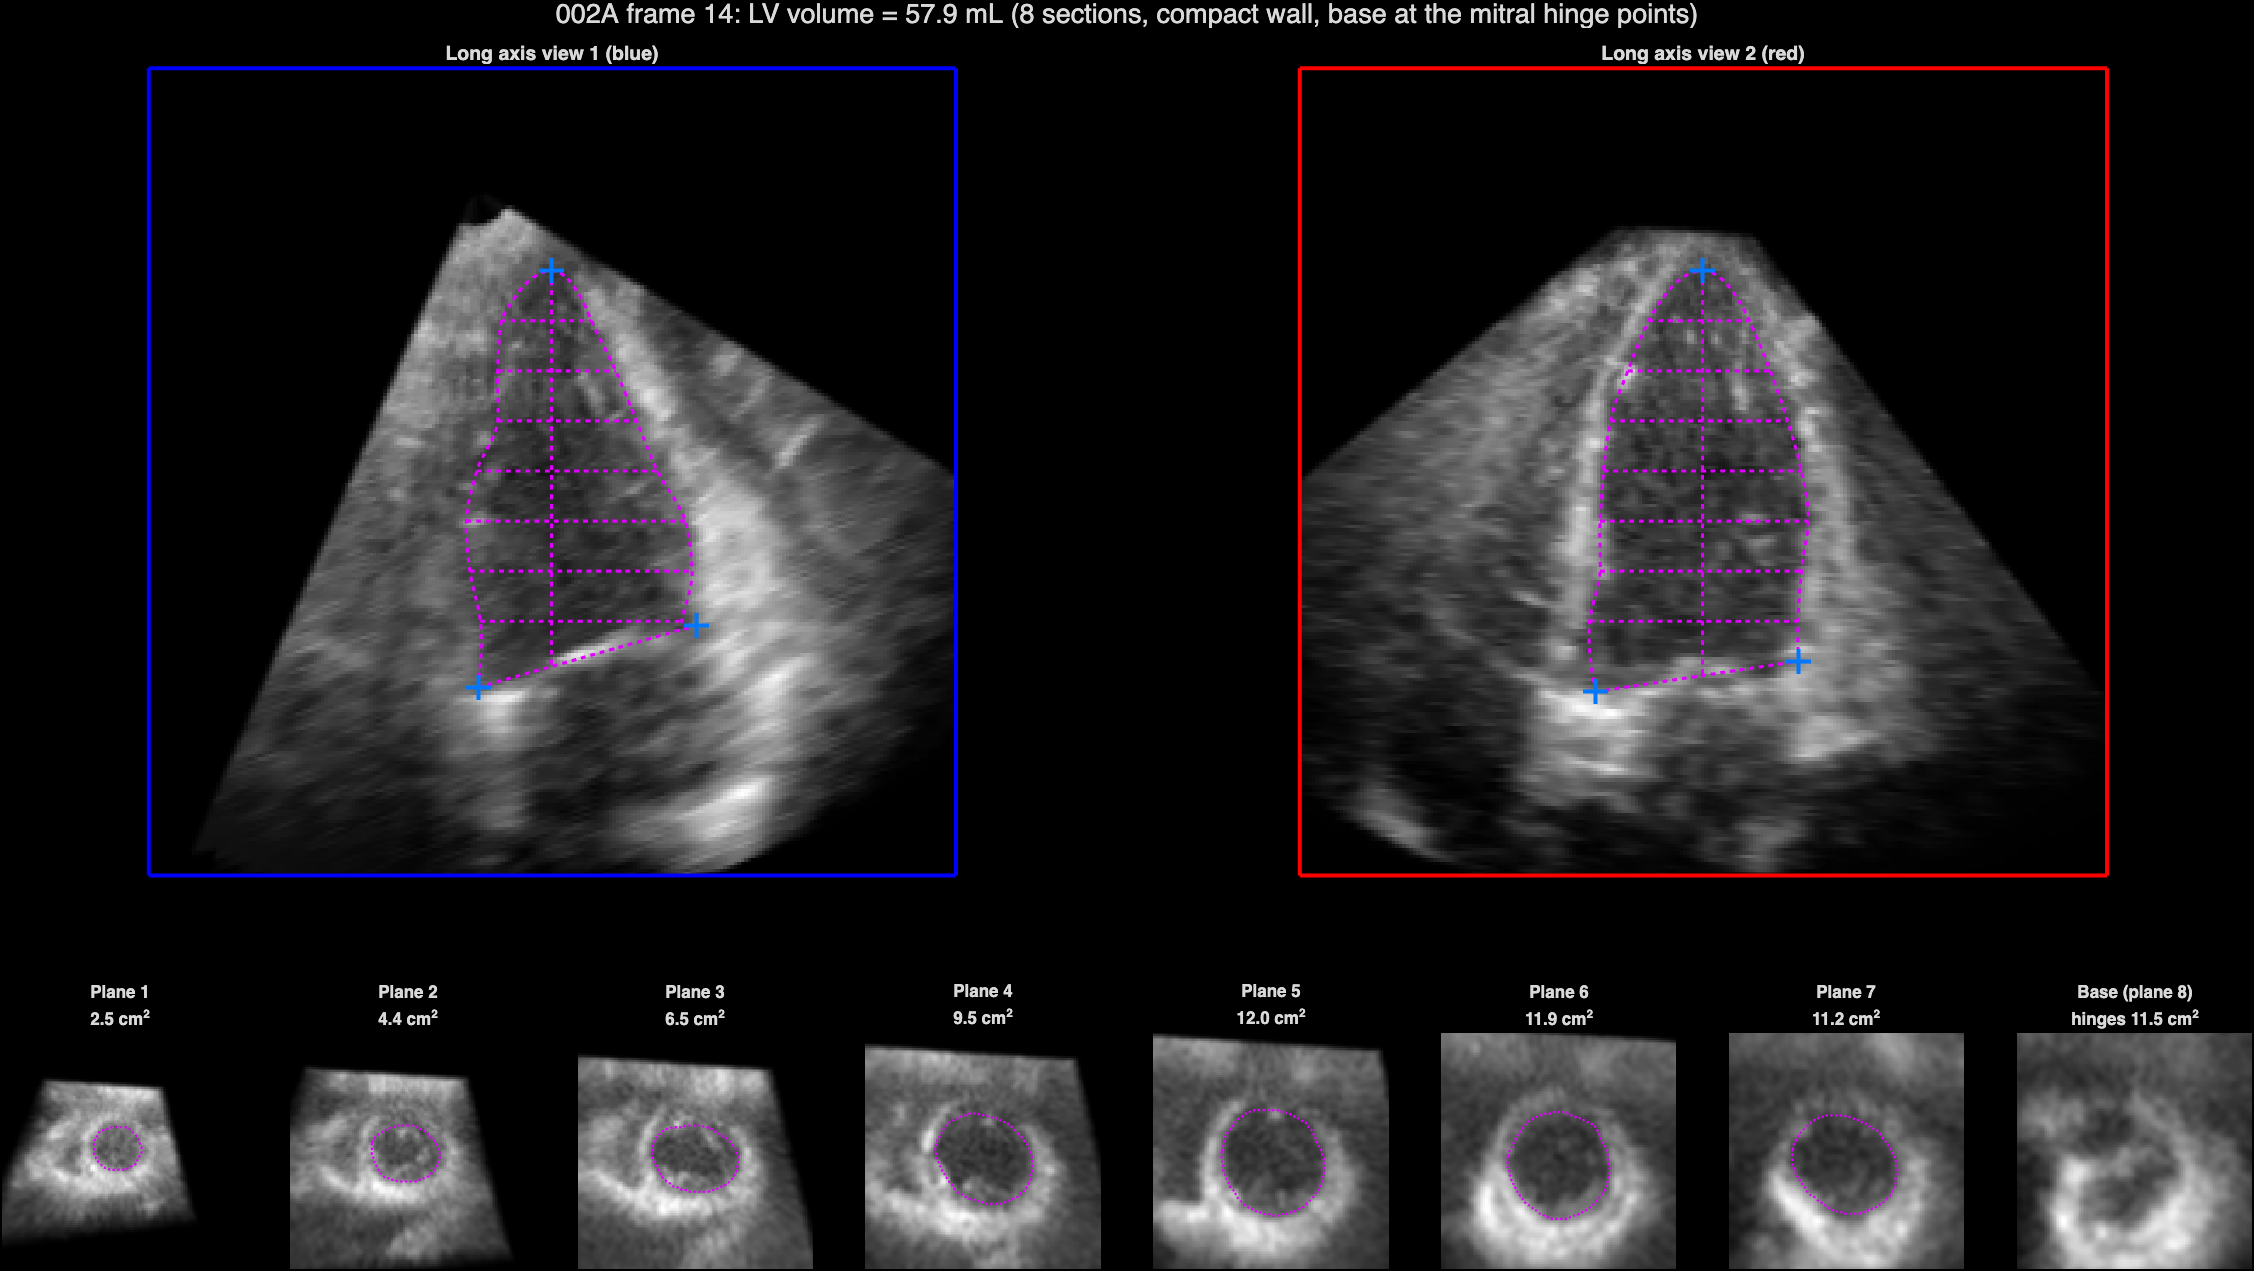 002A frame 14: LV volume = 57.9 mL (8 sections, compact wall, base at the mitral hinge points)
Long axis view 1 (blue)
Long axis view 2 (red)
Plane 1
2.5 cm²
Plane 2
4.4 cm²
Plane 3
6.5 cm²
Plane 4
9.5 cm²
Plane 5
12.0 cm²
Plane 6
11.9 cm²
Plane 7
11.2 cm²
Base (plane 8)
hinges 11.5 cm²